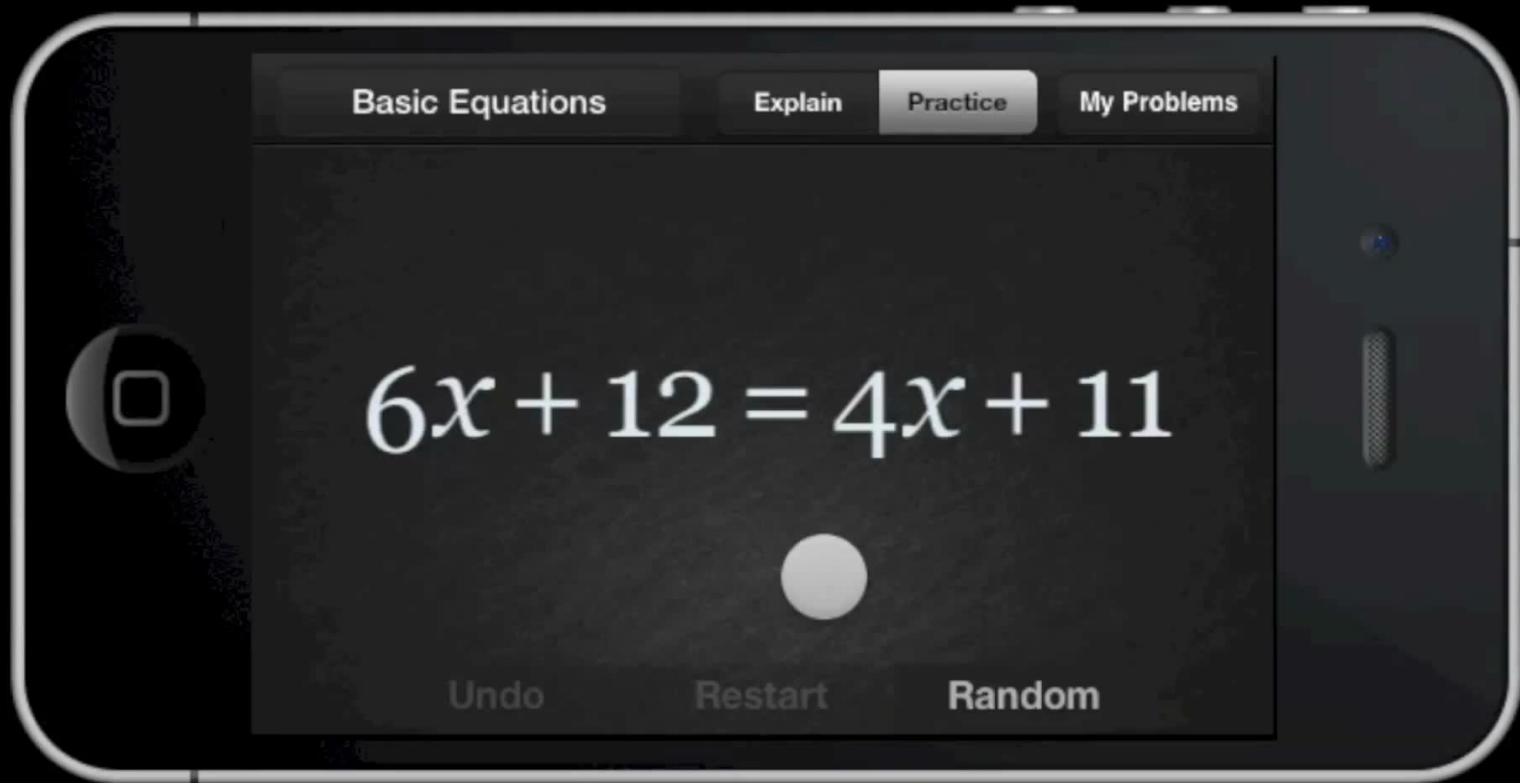 Basic Equations Explain Practice My Problems
6x + 12 = 4x + 11
Undo Restart Random